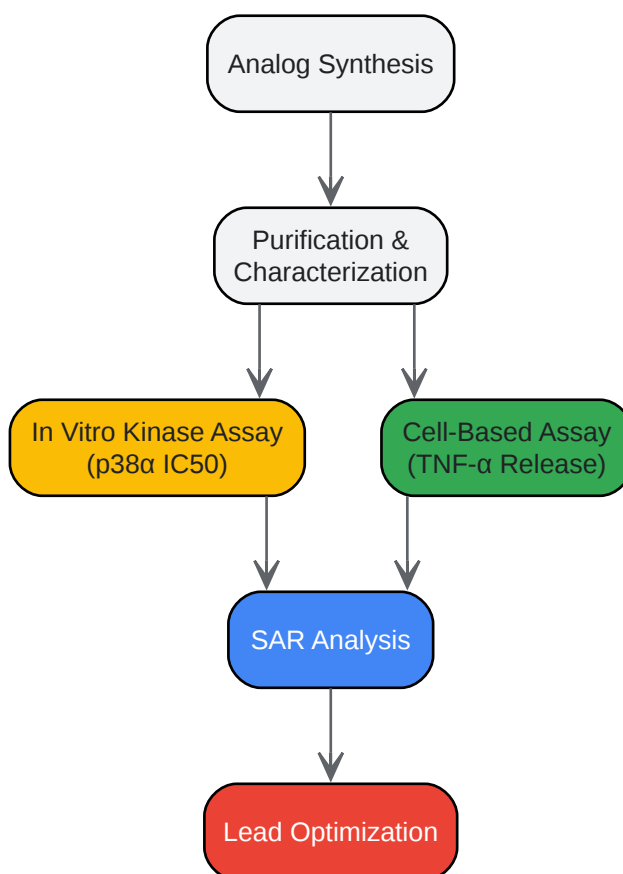 Analog Synthesis
Purification &
Characterization
In Vitro Kinase Assay
(p38α IC50)
Cell-Based Assay
(TNF-α Release)
SAR Analysis
Lead Optimization